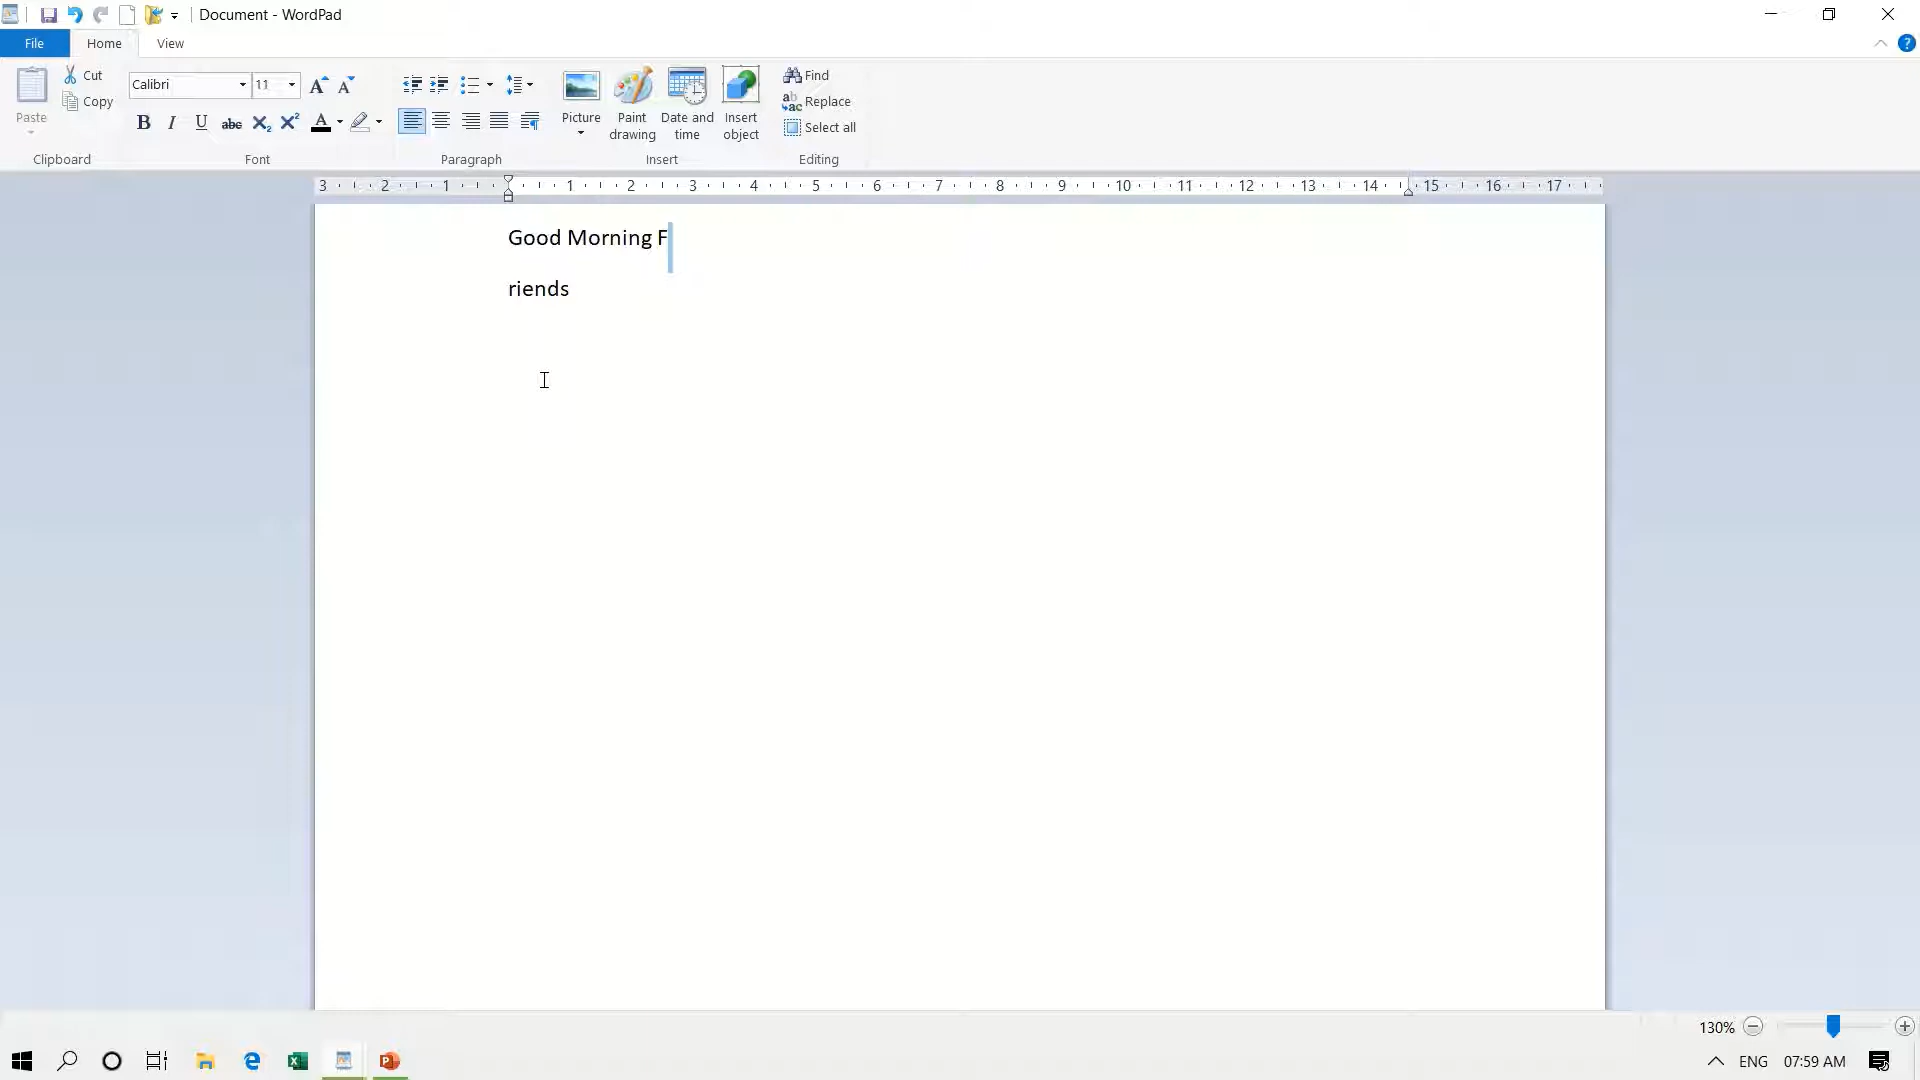 Document - WordPad
File Home View
Paste
Cut
Copy
Clipboard
Calibri 11
B I U abc X₂ X² A
Font
Paragraph
Picture
Paint drawing
Date and time
Insert object
Insert
Find
Replace
Select all
Editing
3 2 1 1 2 3 4 5 6 7 8 9 10 11 12 13 14 15 16 17
Good Morning F
riends
130%
ENG 07:59 AM